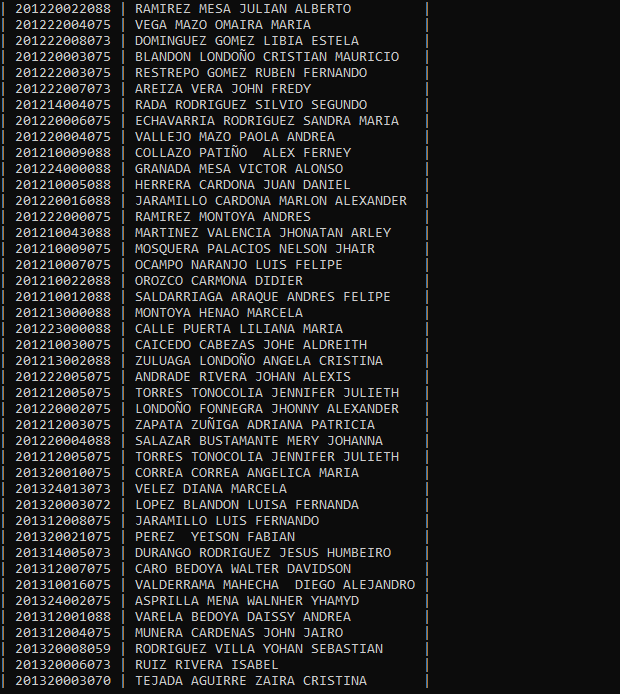 | 201220022088 | RAMIREZ MESA JULIAN ALBERTO |
| 201222004075 | VEGA MAZO OMAIRA MARIA |
| 201222008073 | DOMINGUEZ GOMEZ LIBIA ESTELA |
| 201220003075 | BLANDON LONDOÑO CRISTIAN MAURICIO |
| 201222003075 | RESTREPO GOMEZ RUBEN FERNANDO |
| 201222007073 | AREIZA VERA JOHN FREDY |
| 201214004075 | RADA RODRIGUEZ SILVIO SEGUNDO |
| 201220006075 | ECHAVARRIA RODRIGUEZ SANDRA MARIA |
| 201220004075 | VALLEJO MAZO PAOLA ANDREA |
| 201210009088 | COLLAZO PATIÑO  ALEX FERNEY |
| 201224000088 | GRANADA MESA VICTOR ALONSO |
| 201210005088 | HERRERA CARDONA JUAN DANIEL |
| 201220016088 | JARAMILLO CARDONA MARLON ALEXANDER |
| 201222000075 | RAMIREZ MONTOYA ANDRES |
| 201210043088 | MARTINEZ VALENCIA JHONATAN ARLEY |
| 201210009075 | MOSQUERA PALACIOS NELSON JHAIR |
| 201210007075 | OCAMPO NARANJO LUIS FELIPE |
| 201210022088 | OROZCO CARMONA DIDIER |
| 201210012088 | SALDARRIAGA ARAQUE ANDRES FELIPE |
| 201213000088 | MONTOYA HENAO MARCELA |
| 201223000088 | CALLE PUERTA LILIANA MARIA |
| 201210030075 | CAICEDO CABEZAS JOHE ALDREITH |
| 201213002088 | ZULUAGA LONDOÑO ANGELA CRISTINA |
| 201222005075 | ANDRADE RIVERA JOHAN ALEXIS |
| 201212005075 | TORRES TONOCOLIA JENNIFER JULIETH |
| 201220002075 | LONDOÑO FONNEGRA JHONNY ALEXANDER |
| 201212003075 | ZAPATA ZUÑIGA ADRIANA PATRICIA |
| 201220004088 | SALAZAR BUSTAMANTE MERY JOHANNA |
| 201212005075 | TORRES TONOCOLIA JENNIFER JULIETH |
| 201320010075 | CORREA CORREA ANGELICA MARIA |
| 201324013073 | VELEZ DIANA MARCELA |
| 201320003072 | LOPEZ BLANDON LUISA FERNANDA |
| 201312008075 | JARAMILLO LUIS FERNANDO |
| 201320021075 | PEREZ  YEISON FABIAN |
| 201314005073 | DURANGO RODRIGUEZ JESUS HUMBEIRO |
| 201312007075 | CARO BEDOYA WALTER DAVIDSON |
| 201310016075 | VALDERRAMA MAHECHA  DIEGO ALEJANDRO |
| 201324002075 | ASPRILLA MENA WALNHER YHAMYD |
| 201312001088 | VARELA BEDOYA DAISSY ANDREA |
| 201312004075 | MUNERA CARDENAS JOHN JAIRO |
| 201320008059 | RODRIGUEZ VILLA YOHAN SEBASTIAN |
| 201320006073 | RUIZ RIVERA ISABEL |
| 201320003070 | TEJADA AGUIRRE ZAIRA CRISTINA |